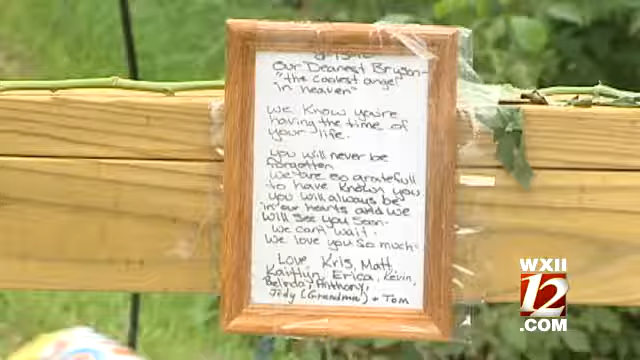 Our Dearest Bryson-
"the coolest angel
in heaven"
We know you're
having the time of
your life.
you will never be
forgotten
we are so gratefull
to have known you
you will always be
in our hearts and we
will see you soon-
we can't wait.
We love you so much-
Love Kris, Matt,
Kaitlin, Erica, Kevin,
Belinda, Anthony,
Jody (Grandma) + Tom
WXII
12
.COM